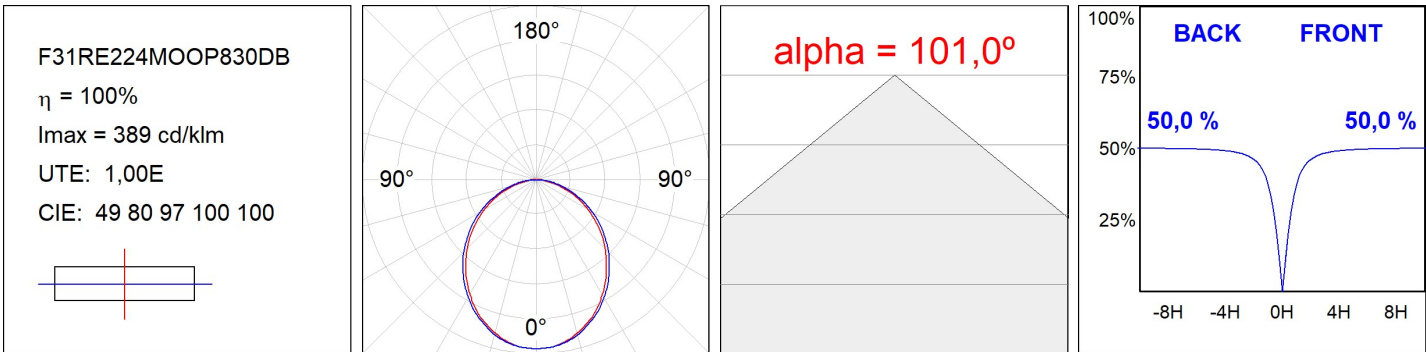 F31RE224MOOP830DB
η = 100%
Imax = 389 cd/klm
UTE: 1,00E
CIE: 49 80 97 100 100
180°
90° 90°
0°
alpha = 101,0º
100%
BACK FRONT
75%
50,0 % 50,0 %
50%
25%
-8H -4H 0H 4H 8H